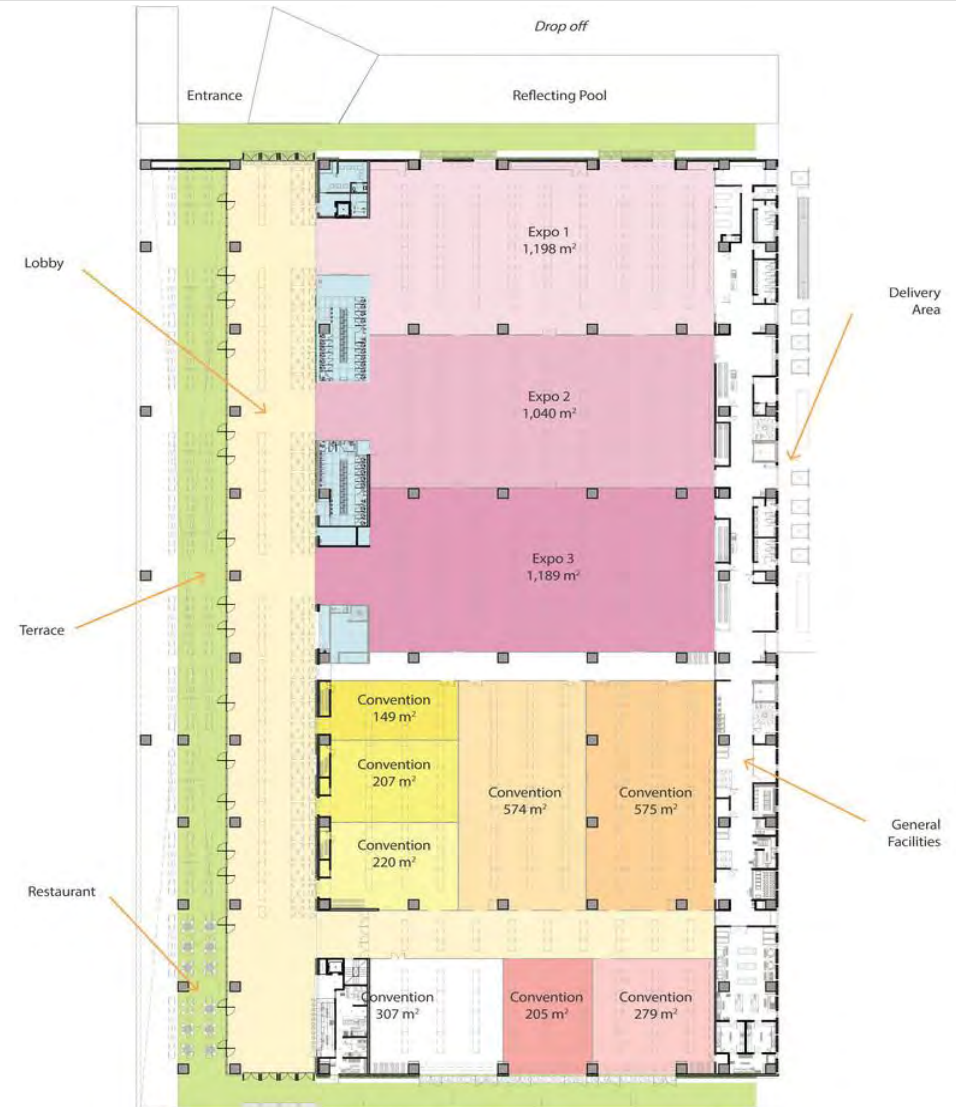 Drop off
Entrance
Reflecting Pool
Expo 1
1,198 m²
Lobby
Delivery
Area
Expo 2
1,040 m²
Expo 3
1,189 m²
Terrace
Convention
149 m²
Convention
207 m²
Convention
574 m²
Convention
575 m²
Convention
220 m²
General
Facilities
Restaurant
Convention
307 m²
Convention
205 m²
Convention
279 m²